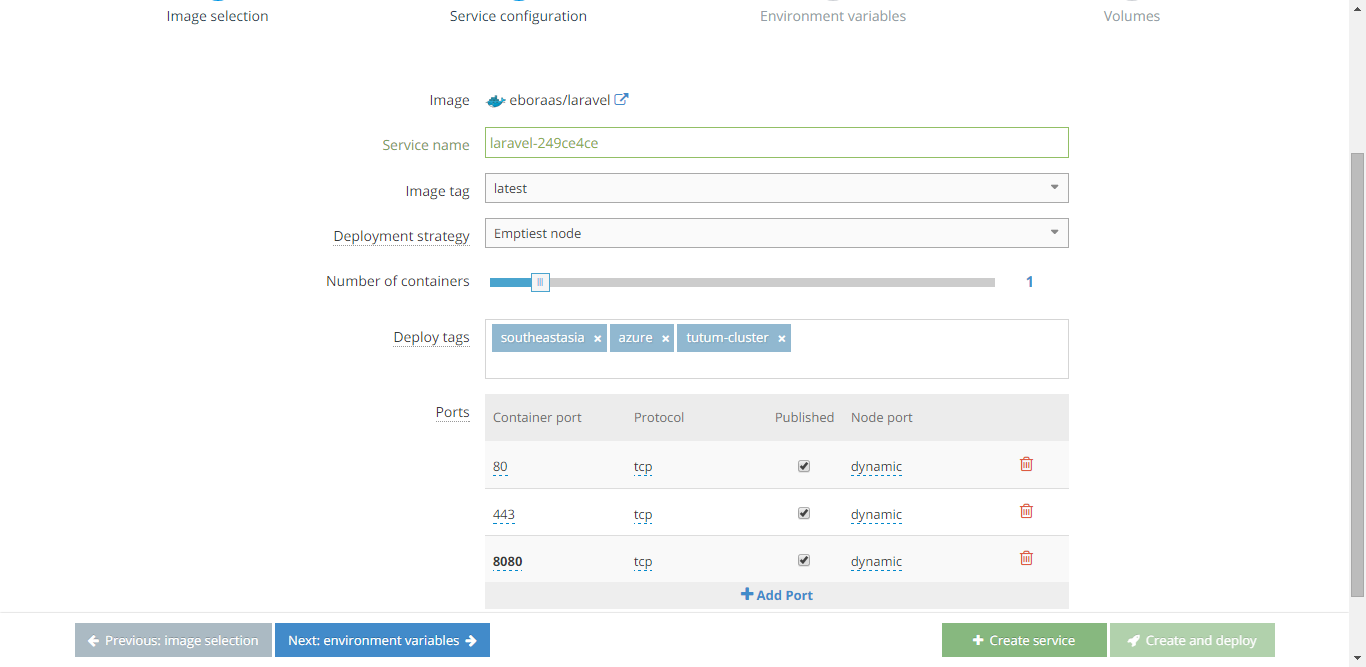 Image selection Service configuration Environment variables Volumes
Image eboraas/laravel
Service name laravel-249ce4ce
Image tag latest
Deployment strategy Emptiest node
Number of containers 1
Deploy tags southeastasia × azure × tutum-cluster ×
Ports Container port Protocol Published Node port
80 tcp dynamic
443 tcp dynamic
8080 tcp dynamic
Add Port
Previous: image selection Next: environment variables Create service Create and deploy